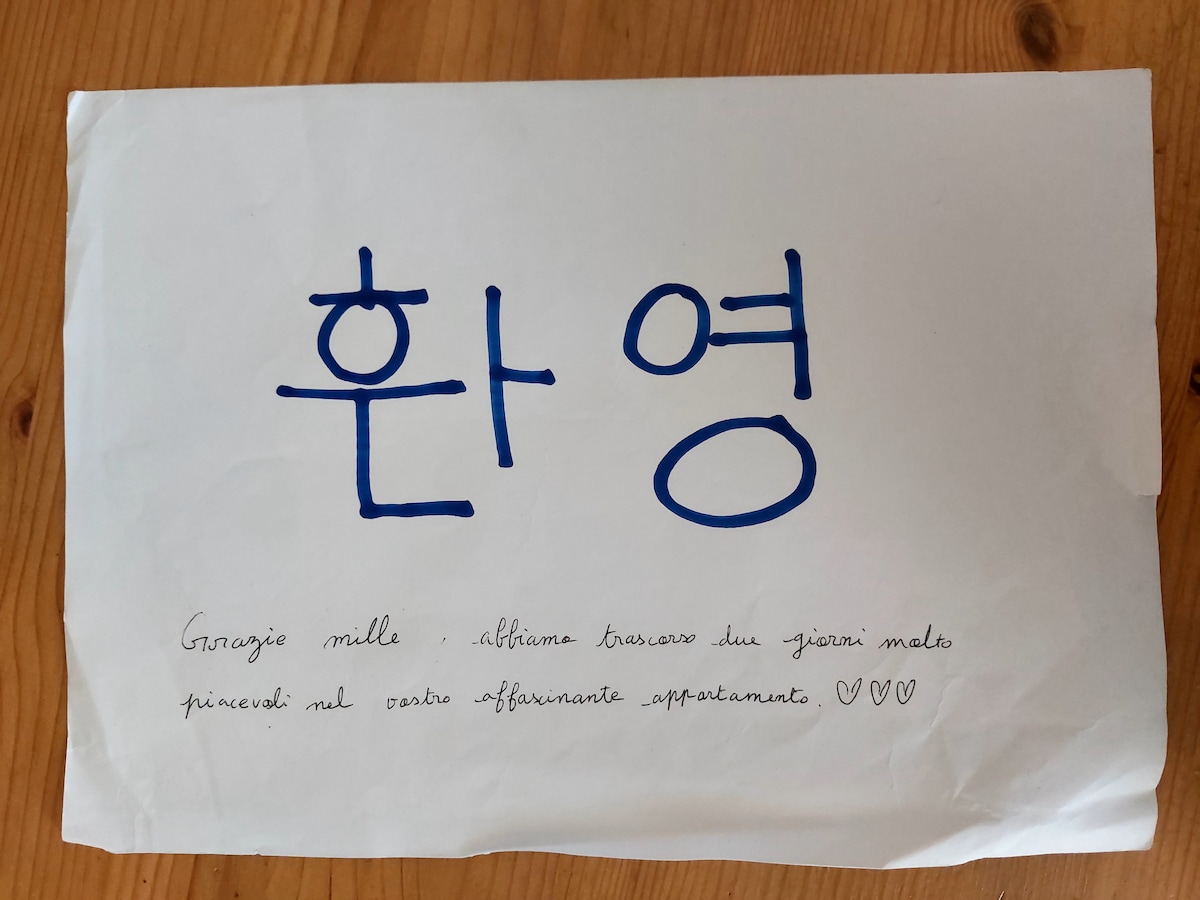 환영
Grazie mille, abbiamo trascorso due giorni molto
piacevoli nel vostro affascinante appartamento. ♡♡♡